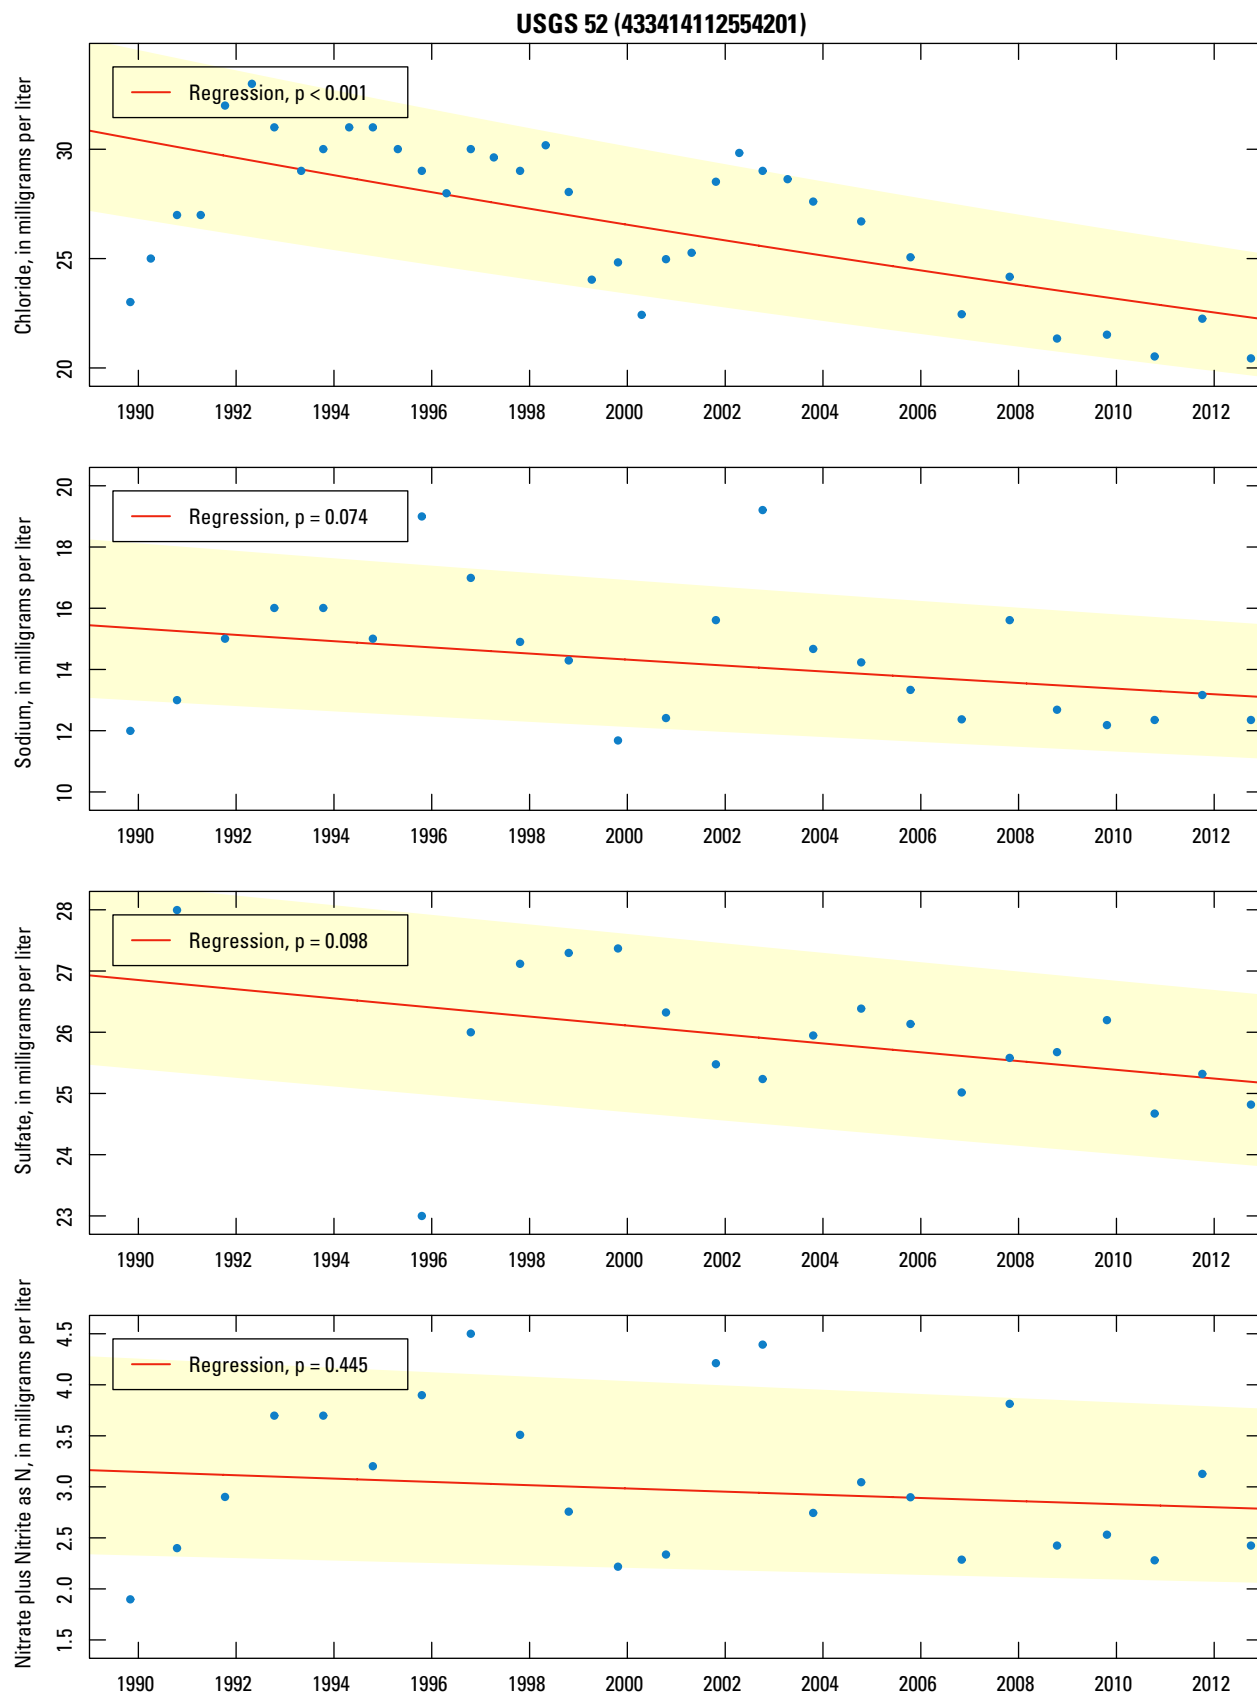 USGS 52 (433414112554201)
Chloride, in milligrams per liter
30
25
20
Regression, p < 0.001
1990 1992 1994 1996 1998 2000 2002 2004 2006 2008 2010 2012
Sodium, in milligrams per liter
20
18
16
14
12
10
Regression, p = 0.074
1990 1992 1994 1996 1998 2000 2002 2004 2006 2008 2010 2012
Sulfate, in milligrams per liter
28
27
26
25
24
23
Regression, p = 0.098
1990 1992 1994 1996 1998 2000 2002 2004 2006 2008 2010 2012
Nitrate plus Nitrite as N, in milligrams per liter
4.5
4.0
3.5
3.0
2.5
2.0
1.5
Regression, p = 0.445
1990 1992 1994 1996 1998 2000 2002 2004 2006 2008 2010 2012